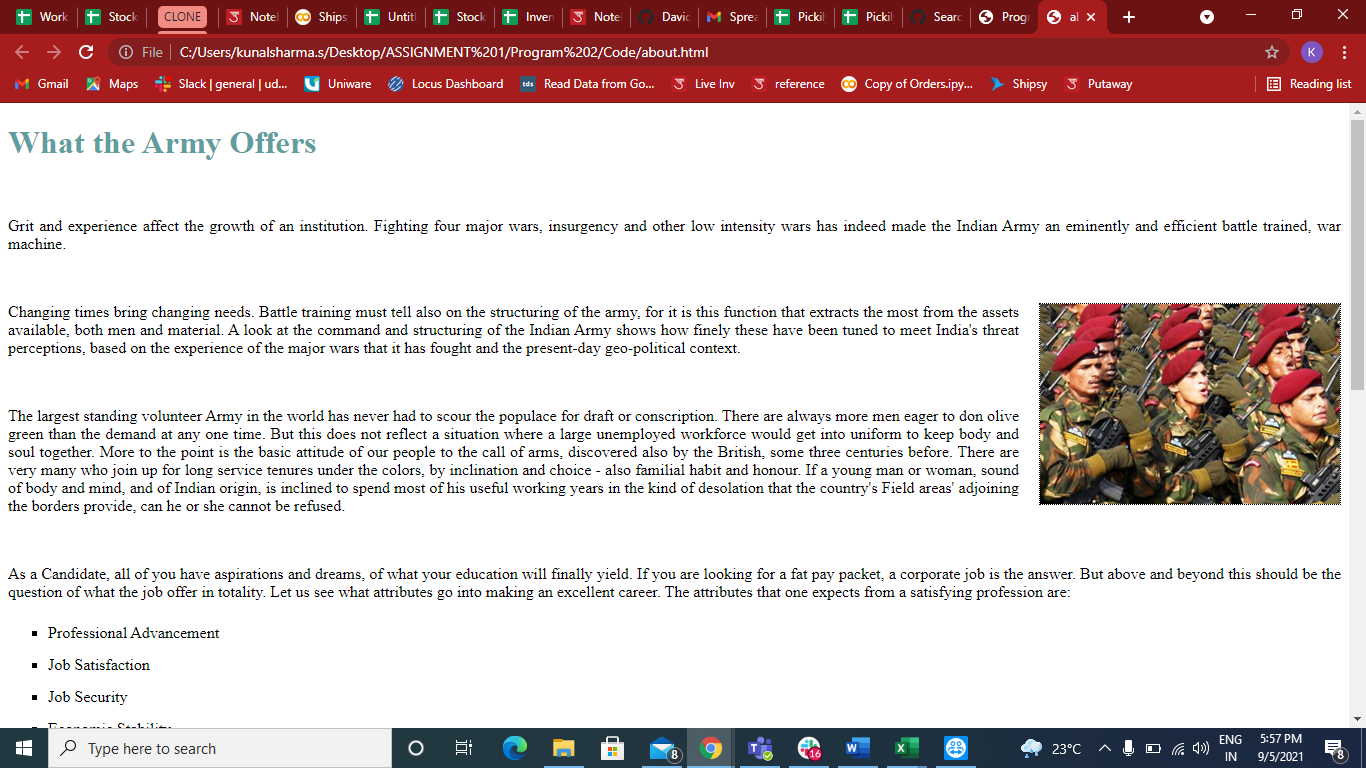 Work
Stock
CLONE
Notel
Ships
Untitl
Stock
Inven
Notel
David
Sprea
Pickil
Pickil
Searc
Progr
al
File
C:/Users/kunalsharma.s/Desktop/ASSIGNMENT%201/Program%202/Code/about.html
K
Gmail
Maps
Slack | general | ud...
Uniware
Locus Dashboard
tds
Read Data from Go...
Live Inv
reference
Copy of Orders.ipy...
Shipsy
Putaway
Reading list
What the Army Offers
Grit and experience affect the growth of an institution. Fighting four major wars, insurgency and other low intensity wars has indeed made the Indian Army an eminently and efficient battle trained, war
machine.
Changing times bring changing needs. Battle training must tell also on the structuring of the army, for it is this function that extracts the most from the assets
available, both men and material. A look at the command and structuring of the Indian Army shows how finely these have been tuned to meet India's threat
perceptions, based on the experience of the major wars that it has fought and the present-day geo-political context.
The largest standing volunteer Army in the world has never had to scour the populace for draft or conscription. There are always more men eager to don olive
green than the demand at any one time. But this does not reflect a situation where a large unemployed workforce would get into uniform to keep body and
soul together. More to the point is the basic attitude of our people to the call of arms, discovered also by the British, some three centuries before. There are
very many who join up for long service tenures under the colors, by inclination and choice - also familial habit and honour. If a young man or woman, sound
of body and mind, and of Indian origin, is inclined to spend most of his useful working years in the kind of desolation that the country's Field areas' adjoining
the borders provide, can he or she cannot be refused.
As a Candidate, all of you have aspirations and dreams, of what your education will finally yield. If you are looking for a fat pay packet, a corporate job is the answer. But above and beyond this should be the
question of what the job offer in totality. Let us see what attributes go into making an excellent career. The attributes that one expects from a satisfying profession are:
Professional Advancement
Job Satisfaction
Job Security
Economic Stability
Type here to search
8
16
23°C
ENG
IN
5:57 PM
9/5/2021
8